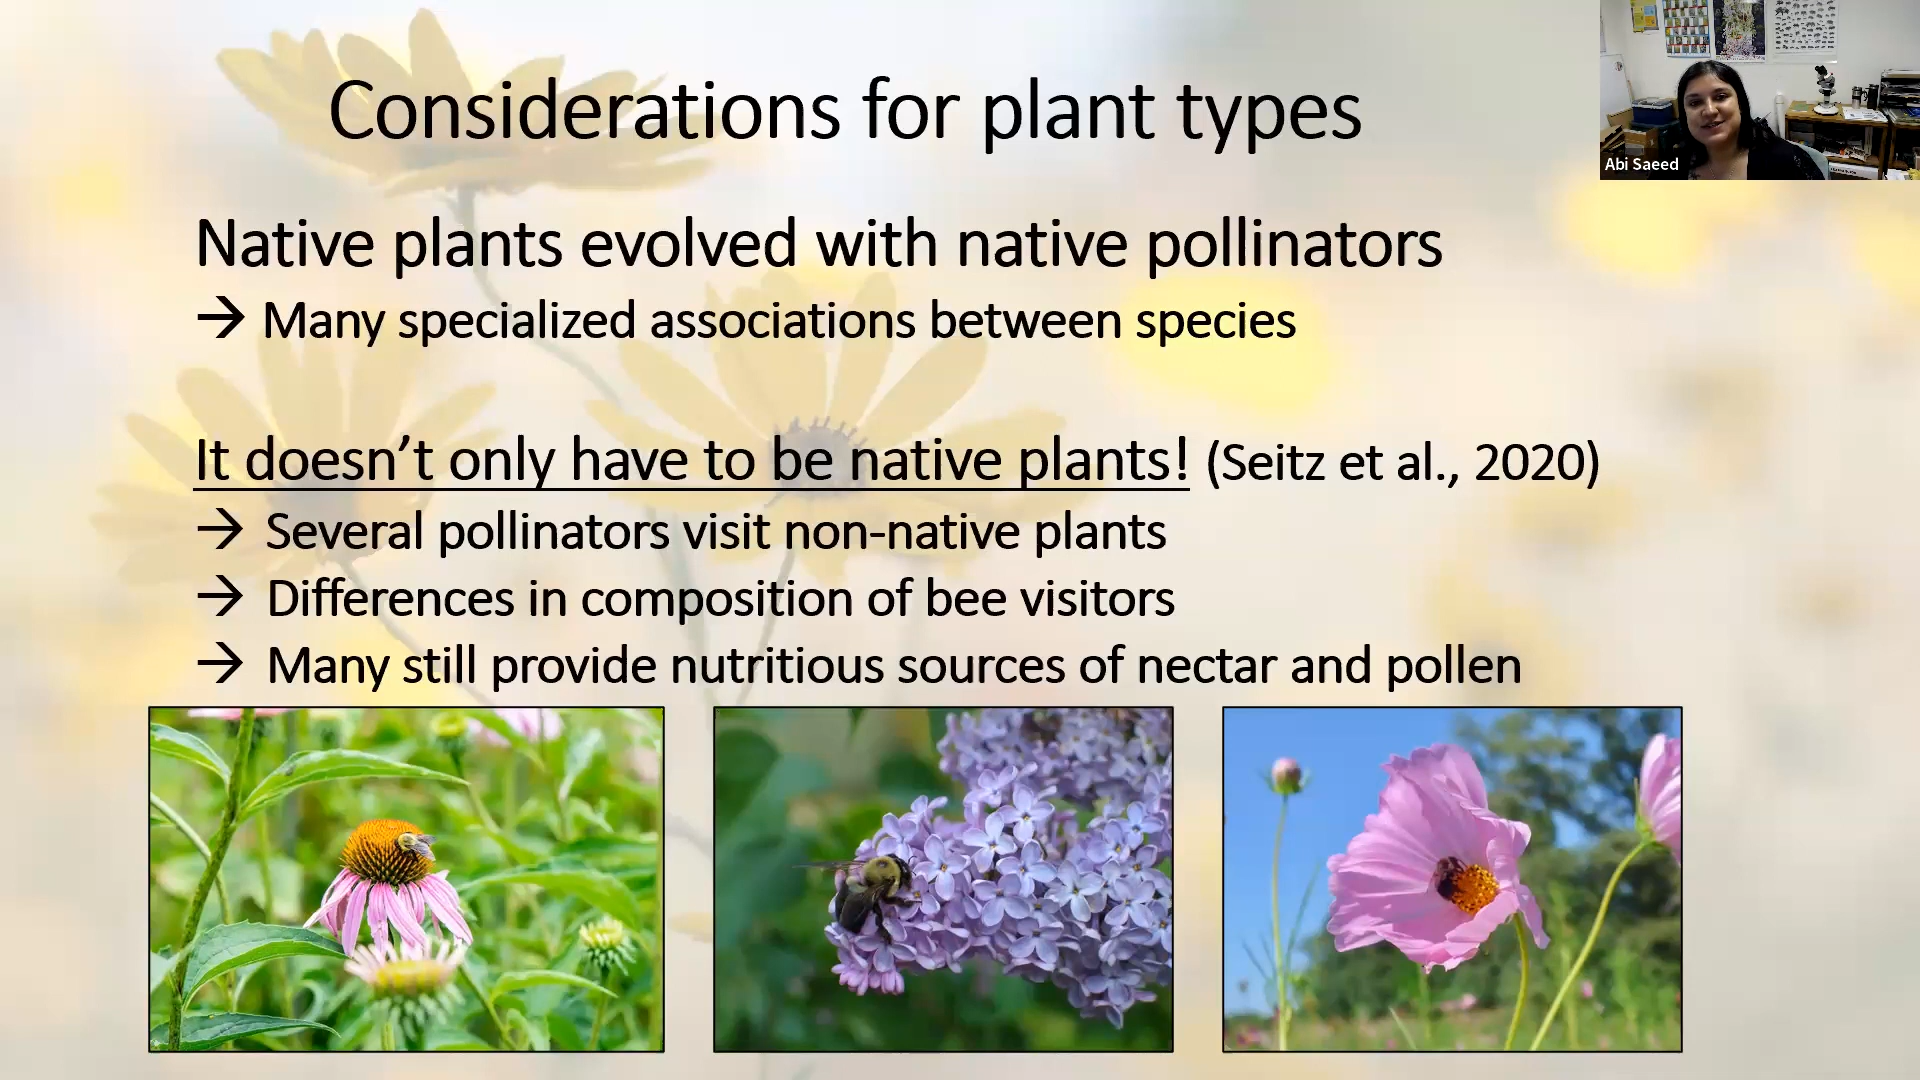 Considerations for plant types
Abi Saeed
Native plants evolved with native pollinators
→ Many specialized associations between species
It doesn’t only have to be native plants! (Seitz et al., 2020)
→ Several pollinators visit non-native plants
→ Differences in composition of bee visitors
→ Many still provide nutritious sources of nectar and pollen